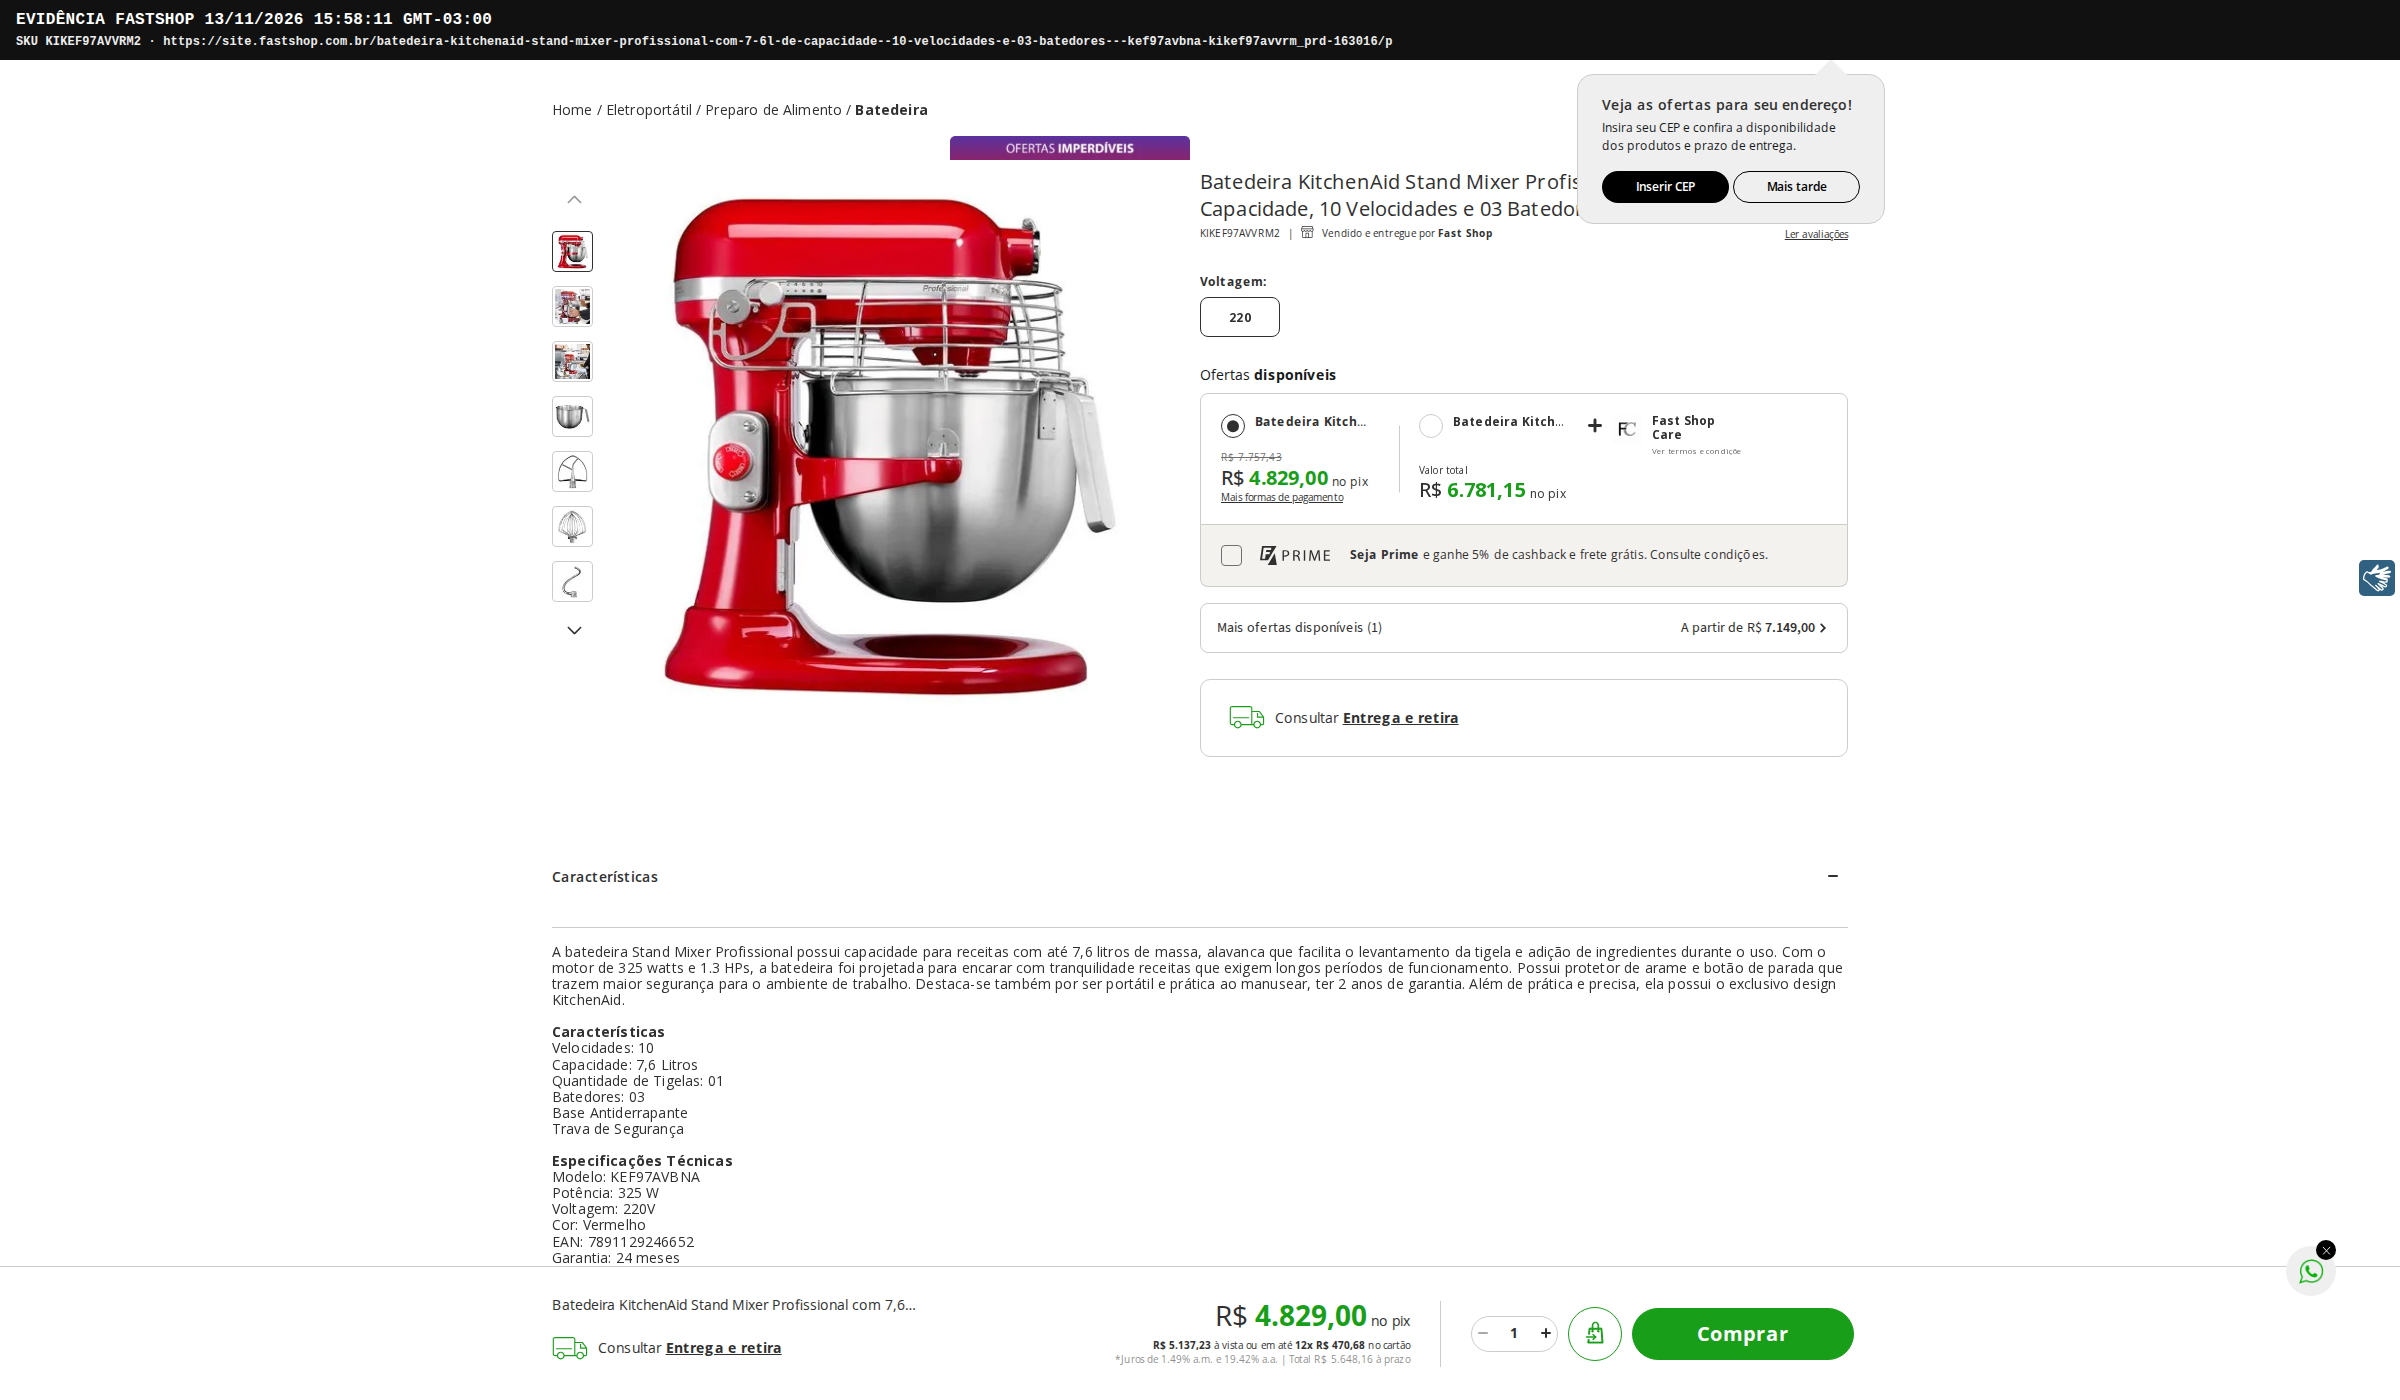 EVIDÊNCIA FASTSHOP 13/11/2026 15:58:11 GMT-03:00
SKU KIKEF97AVVRM2 · https://site.fastshop.com.br/batedeira-kitchenaid-stand-mixer-profissional-com-7-6l-de-capacidade--10-velocidades-e-03-batedores---kef97avbna-kikef97avvrm_prd-163016/p
Veja as ofertas para seu endereço!
Insira seu CEP e confira a disponibilidade
dos produtos e prazo de entrega.
Inserir CEP
Mais tarde
Home / Eletroportátil / Preparo de Alimento / Batedeira
OFERTAS IMPERDÍVEIS
Batedeira KitchenAid Stand Mixer Profis
Capacidade, 10 Velocidades e 03 Batedor
KIKEF97AVVRM2 | Vendido e entregue por Fast Shop
Ler avaliações
Professional
Voltagem:
220
Ofertas disponíveis
Batedeira Kitch...
R$ 7.757,43
R$ 4.829,00 no pix
Mais formas de pagamento
Batedeira Kitch...
+ FC Fast Shop
Care
Ver termos e condiçõe
Valor total
R$ 6.781,15 no pix
PRIME Seja Prime e ganhe 5% de cashback e frete grátis. Consulte condições.
Mais ofertas disponíveis (1)
A partir de R$ 7.149,00
Consultar Entrega e retira
Características
A batedeira Stand Mixer Profissional possui capacidade para receitas com até 7,6 litros de massa, alavanca que facilita o levantamento da tigela e adição de ingredientes durante o uso. Com o
motor de 325 watts e 1.3 HPs, a batedeira foi projetada para encarar com tranquilidade receitas que exigem longos períodos de funcionamento. Possui protetor de arame e botão de parada que
trazem maior segurança para o ambiente de trabalho. Destaca-se também por ser portátil e prática ao manusear, ter 2 anos de garantia. Além de prática e precisa, ela possui o exclusivo design
KitchenAid.
Características
Velocidades: 10
Capacidade: 7,6 Litros
Quantidade de Tigelas: 01
Batedores: 03
Base Antiderrapante
Trava de Segurança
Especificações Técnicas
Modelo: KEF97AVBNA
Potência: 325 W
Voltagem: 220V
Cor: Vermelho
EAN: 7891129246652
Garantia: 24 meses
Batedeira KitchenAid Stand Mixer Profissional com 7,6...
Consultar Entrega e retira
R$ 4.829,00 no pix
R$ 5.137,23 à vista ou em até 12x R$ 470,68 no cartão
*Juros de 1.49% a.m. e 19.42% a.a. | Total R$ 5.648,16 à prazo
− 1 +
Comprar